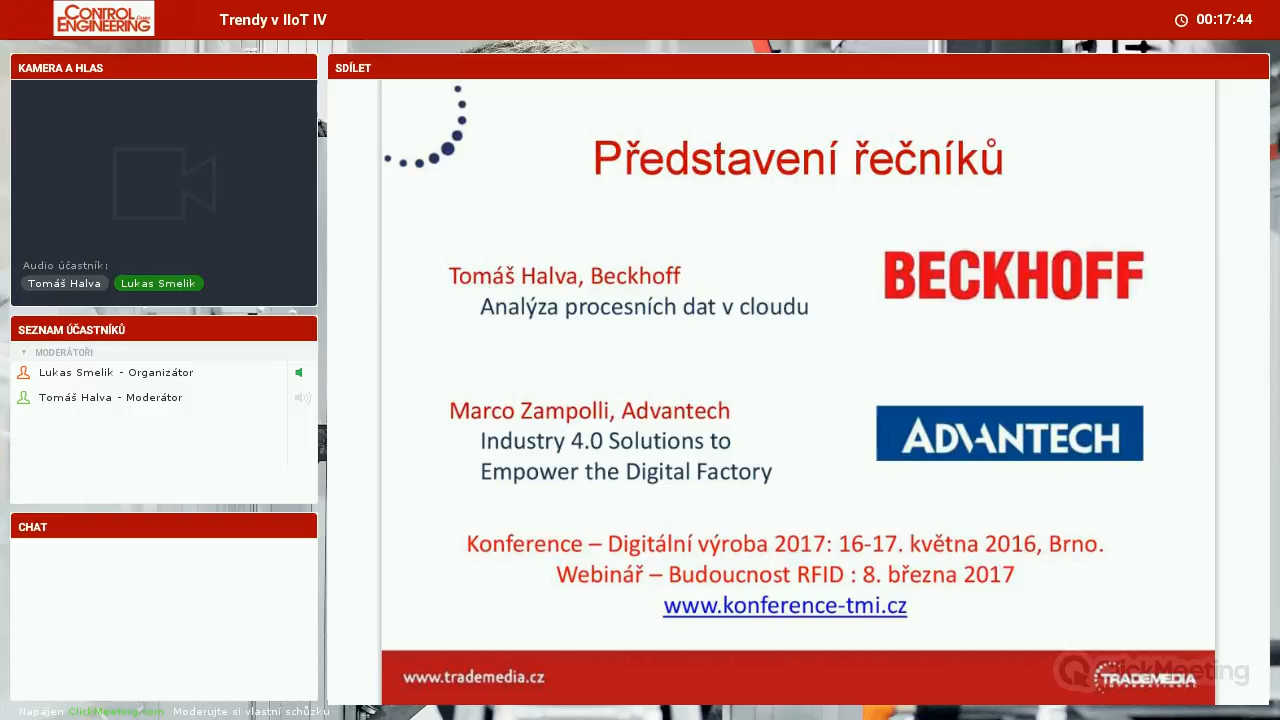 CONTROL
ENGINEERING
Trendy v IIoT IV
00:17:44
KAMERA A HLAS
Audio účastník:
Tomáš Halva
Lukas Smelik
SEZNAM ÚČASTNÍKŮ
MODERÁTOŘI
Lukas Smelik - Organizátor
Tomáš Halva - Moderátor
CHAT
Napájen ClickMeeting.com Moderujte si vlastní schůzku
SDÍLET
Představení řečníků
Tomáš Halva, Beckhoff
Analýza procesních dat v cloudu
BECKHOFF
Marco Zampolli, Advantech
Industry 4.0 Solutions to
Empower the Digital Factory
ADVANTECH
Konference – Digitální výroba 2017: 16-17. května 2016, Brno.
Webinář – Budoucnost RFID : 8. března 2017
www.konference-tmi.cz
www.trademedia.cz
TRADEMEDIA
ClickMeeting